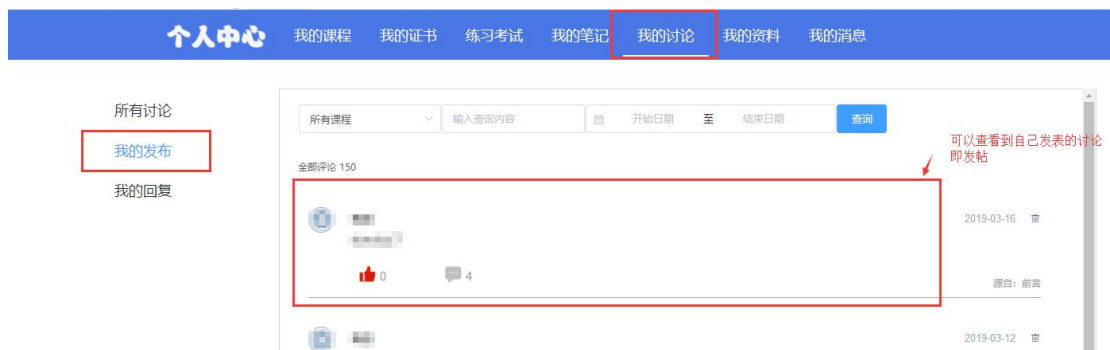 个人中心 我的课程 我的证书 练习考试 我的笔记 我的讨论 我的资料 我的消息
所有讨论
我的发布
我的回复
所有课程 输入查询内容 开始日期 至 结束日期 查询
可以查看到自己发表的讨论
即发帖
全部评论 150
2019-03-16
0 4
源自：前言
2019-03-12